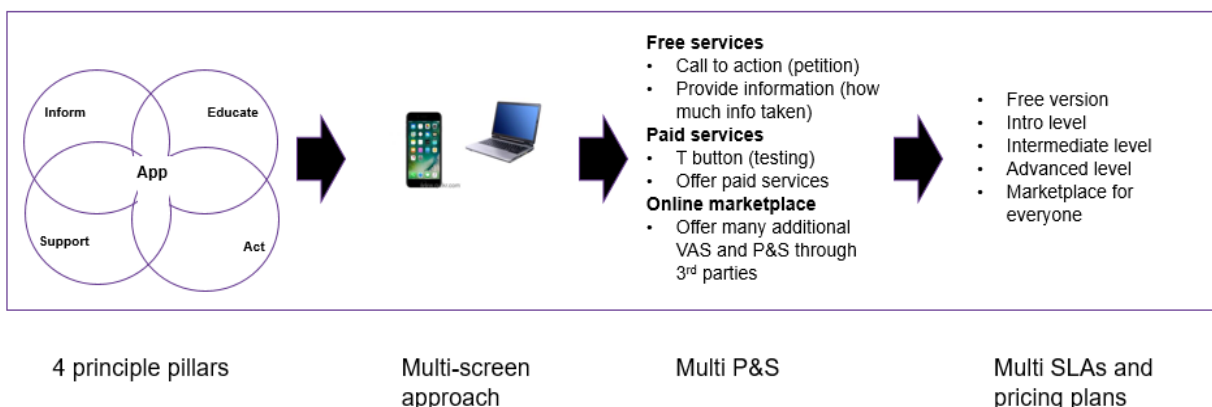 Inform
Educate
App
Support
Act
Free services
• Call to action (petition)
• Provide information (how
much info taken)
Paid services
• T button (testing)
• Offer paid services
Online marketplace
• Offer many additional
VAS and P&S through
3rd parties
• Free version
• Intro level
• Intermediate level
• Advanced level
• Marketplace for
everyone
4 principle pillars
Multi-screen
approach
Multi P&S
Multi SLAs and
pricing plans